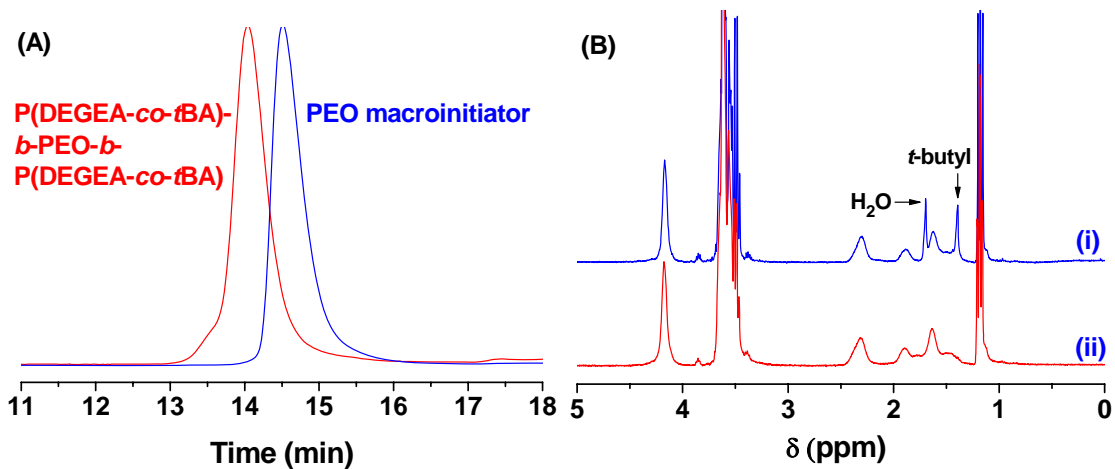 (A)
P(DEGEA-co-tBA)-
b-PEO-b-
P(DEGEA-co-tBA)
PEO macroinitiator
11 12 13 14 15 16 17 18
Time (min)
(B)
t-butyl
H₂O
(i)
(ii)
5 4 3 2 1 0
δ (ppm)